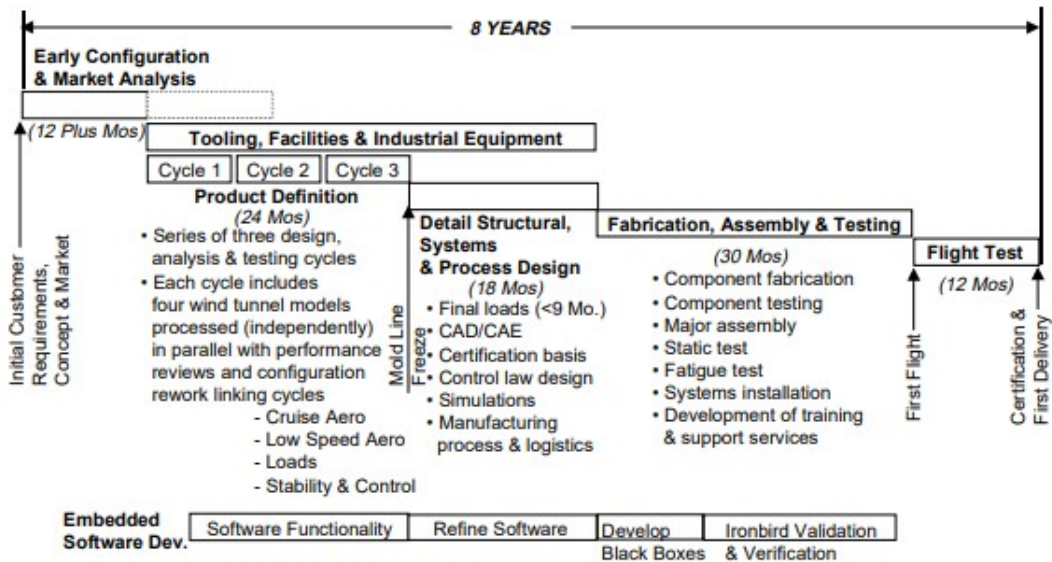 8 YEARS
Early Configuration
& Market Analysis
(12 Plus Mos)
Tooling, Facilities & Industrial Equipment
Cycle 1
Cycle 2
Cycle 3
Product Definition
(24 Mos)
• Series of three design,
analysis & testing cycles
• Each cycle includes
four wind tunnel models
processed (independently)
in parallel with performance
reviews and configuration
rework linking cycles
- Cruise Aero
- Low Speed Aero
- Loads
- Stability & Control
Initial Customer
Requirements,
Concept & Market
Mold Line
Freeze
Detail Structural,
Systems
& Process Design
(18 Mos)
• Final loads (<9 Mo.)
• CAD/CAE
• Certification basis
• Control law design
• Simulations
• Manufacturing
process & logistics
Fabrication, Assembly & Testing
(30 Mos)
• Component fabrication
• Component testing
• Major assembly
• Static test
• Fatigue test
• Systems installation
• Development of training
& support services
First Flight
Flight Test
(12 Mos)
Certification &
First Delivery
Embedded
Software Dev.
Software Functionality
Refine Software
Develop
Black Boxes
Ironbird Validation
& Verification